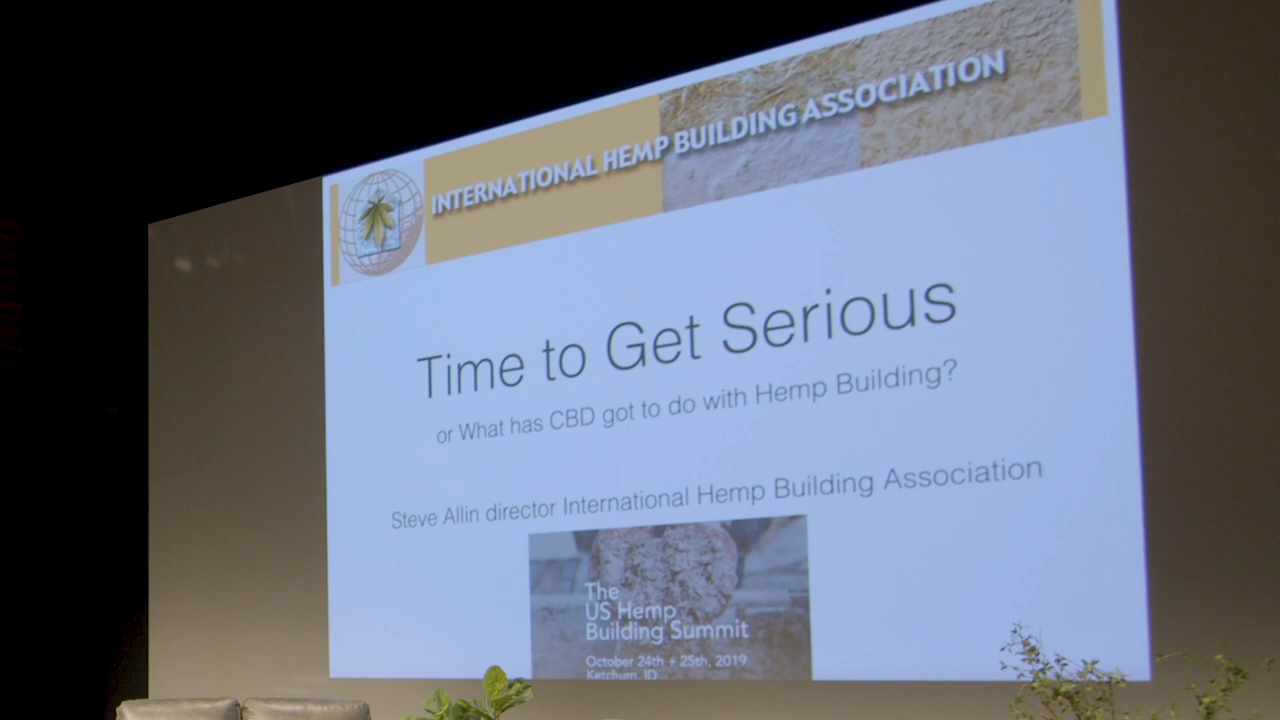 INTERNATIONAL HEMP BUILDING ASSOCIATION
Time to Get Serious
or What has CBD got to do with Hemp Building?
Steve Allin director International Hemp Building Association
The
US Hemp
Building Summit
October 24th + 25th, 2019
Ketchum, ID